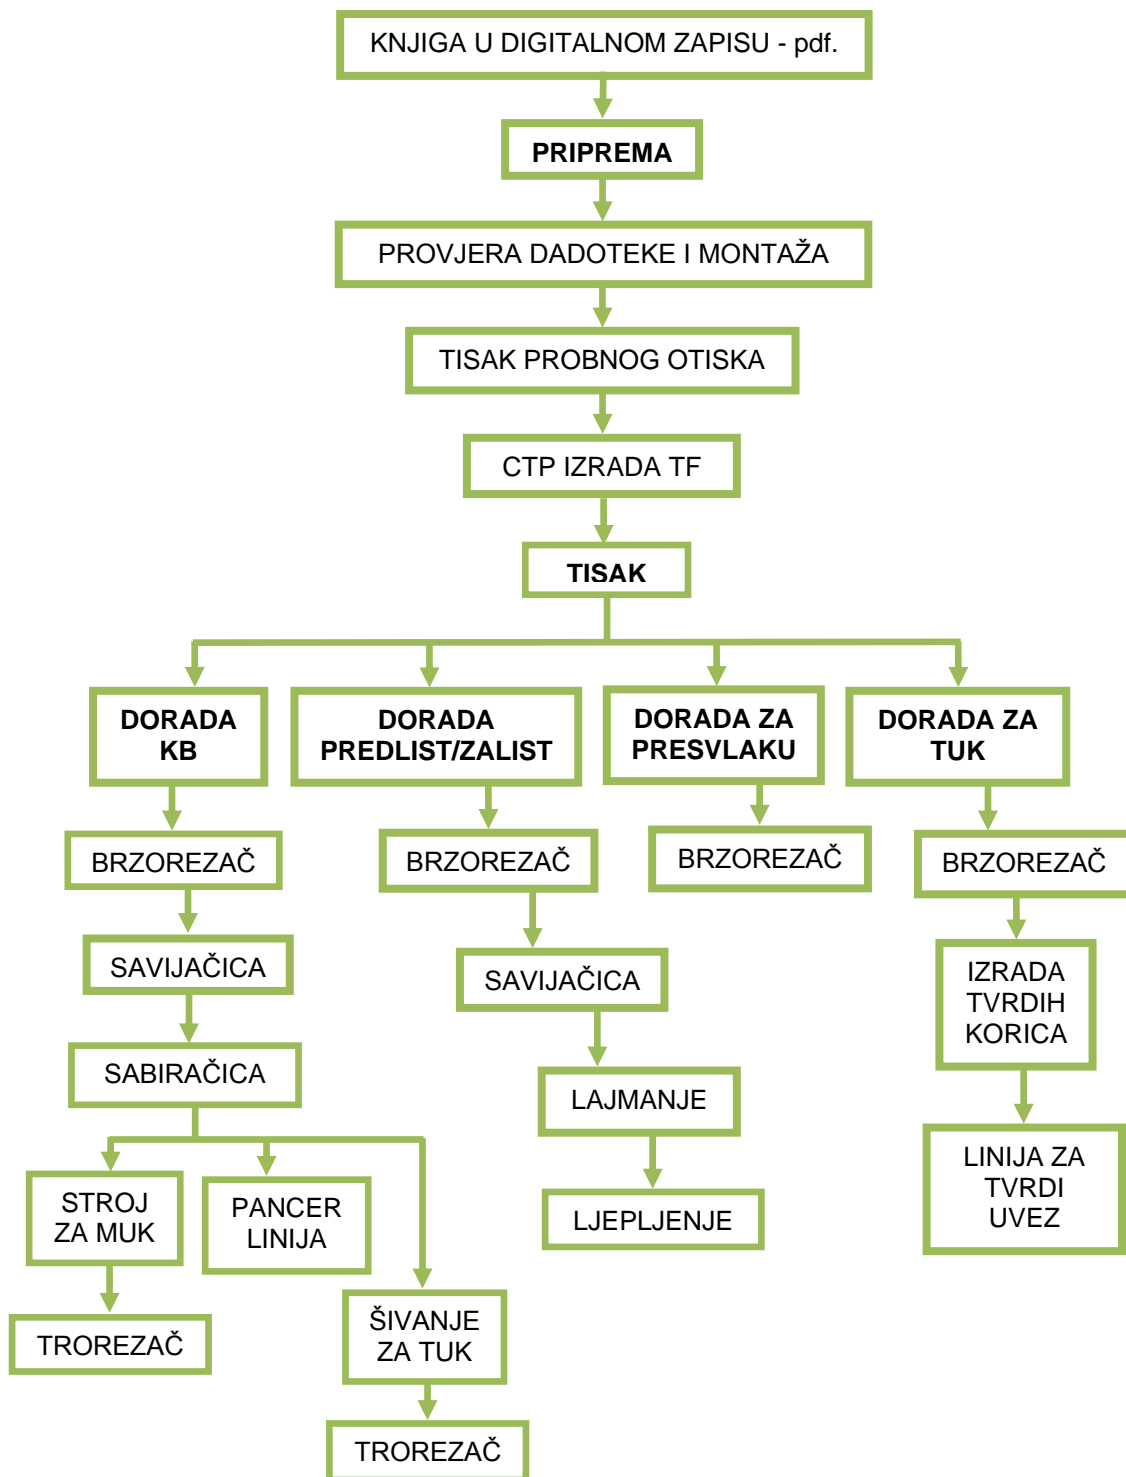 KNJIGA U DIGITALNOM ZAPISU - pdf.
PRIPREMA
PROVJERA DADOTEKE I MONTAŽA
TISAK PROBNOG OTISKA
CTP IZRADA TF
TISAK
DORADA
KB
DORADA
PREDLIST/ZALIST
DORADA ZA
PRESVLAKU
DORADA ZA
TUK
BRZOREZAČ
BRZOREZAČ
BRZOREZAČ
BRZOREZAČ
SAVIJAČICA
SAVIJAČICA
IZRADA
TVRDIH
KORICA
SABIRAČICA
LAJMANJE
STROJ
ZA MUK
PANCER
LINIJA
LJEPLJENJE
LINIJA ZA
TVRDI
UVEZ
TROREZAČ
ŠIVANJE
ZA TUK
TROREZAČ